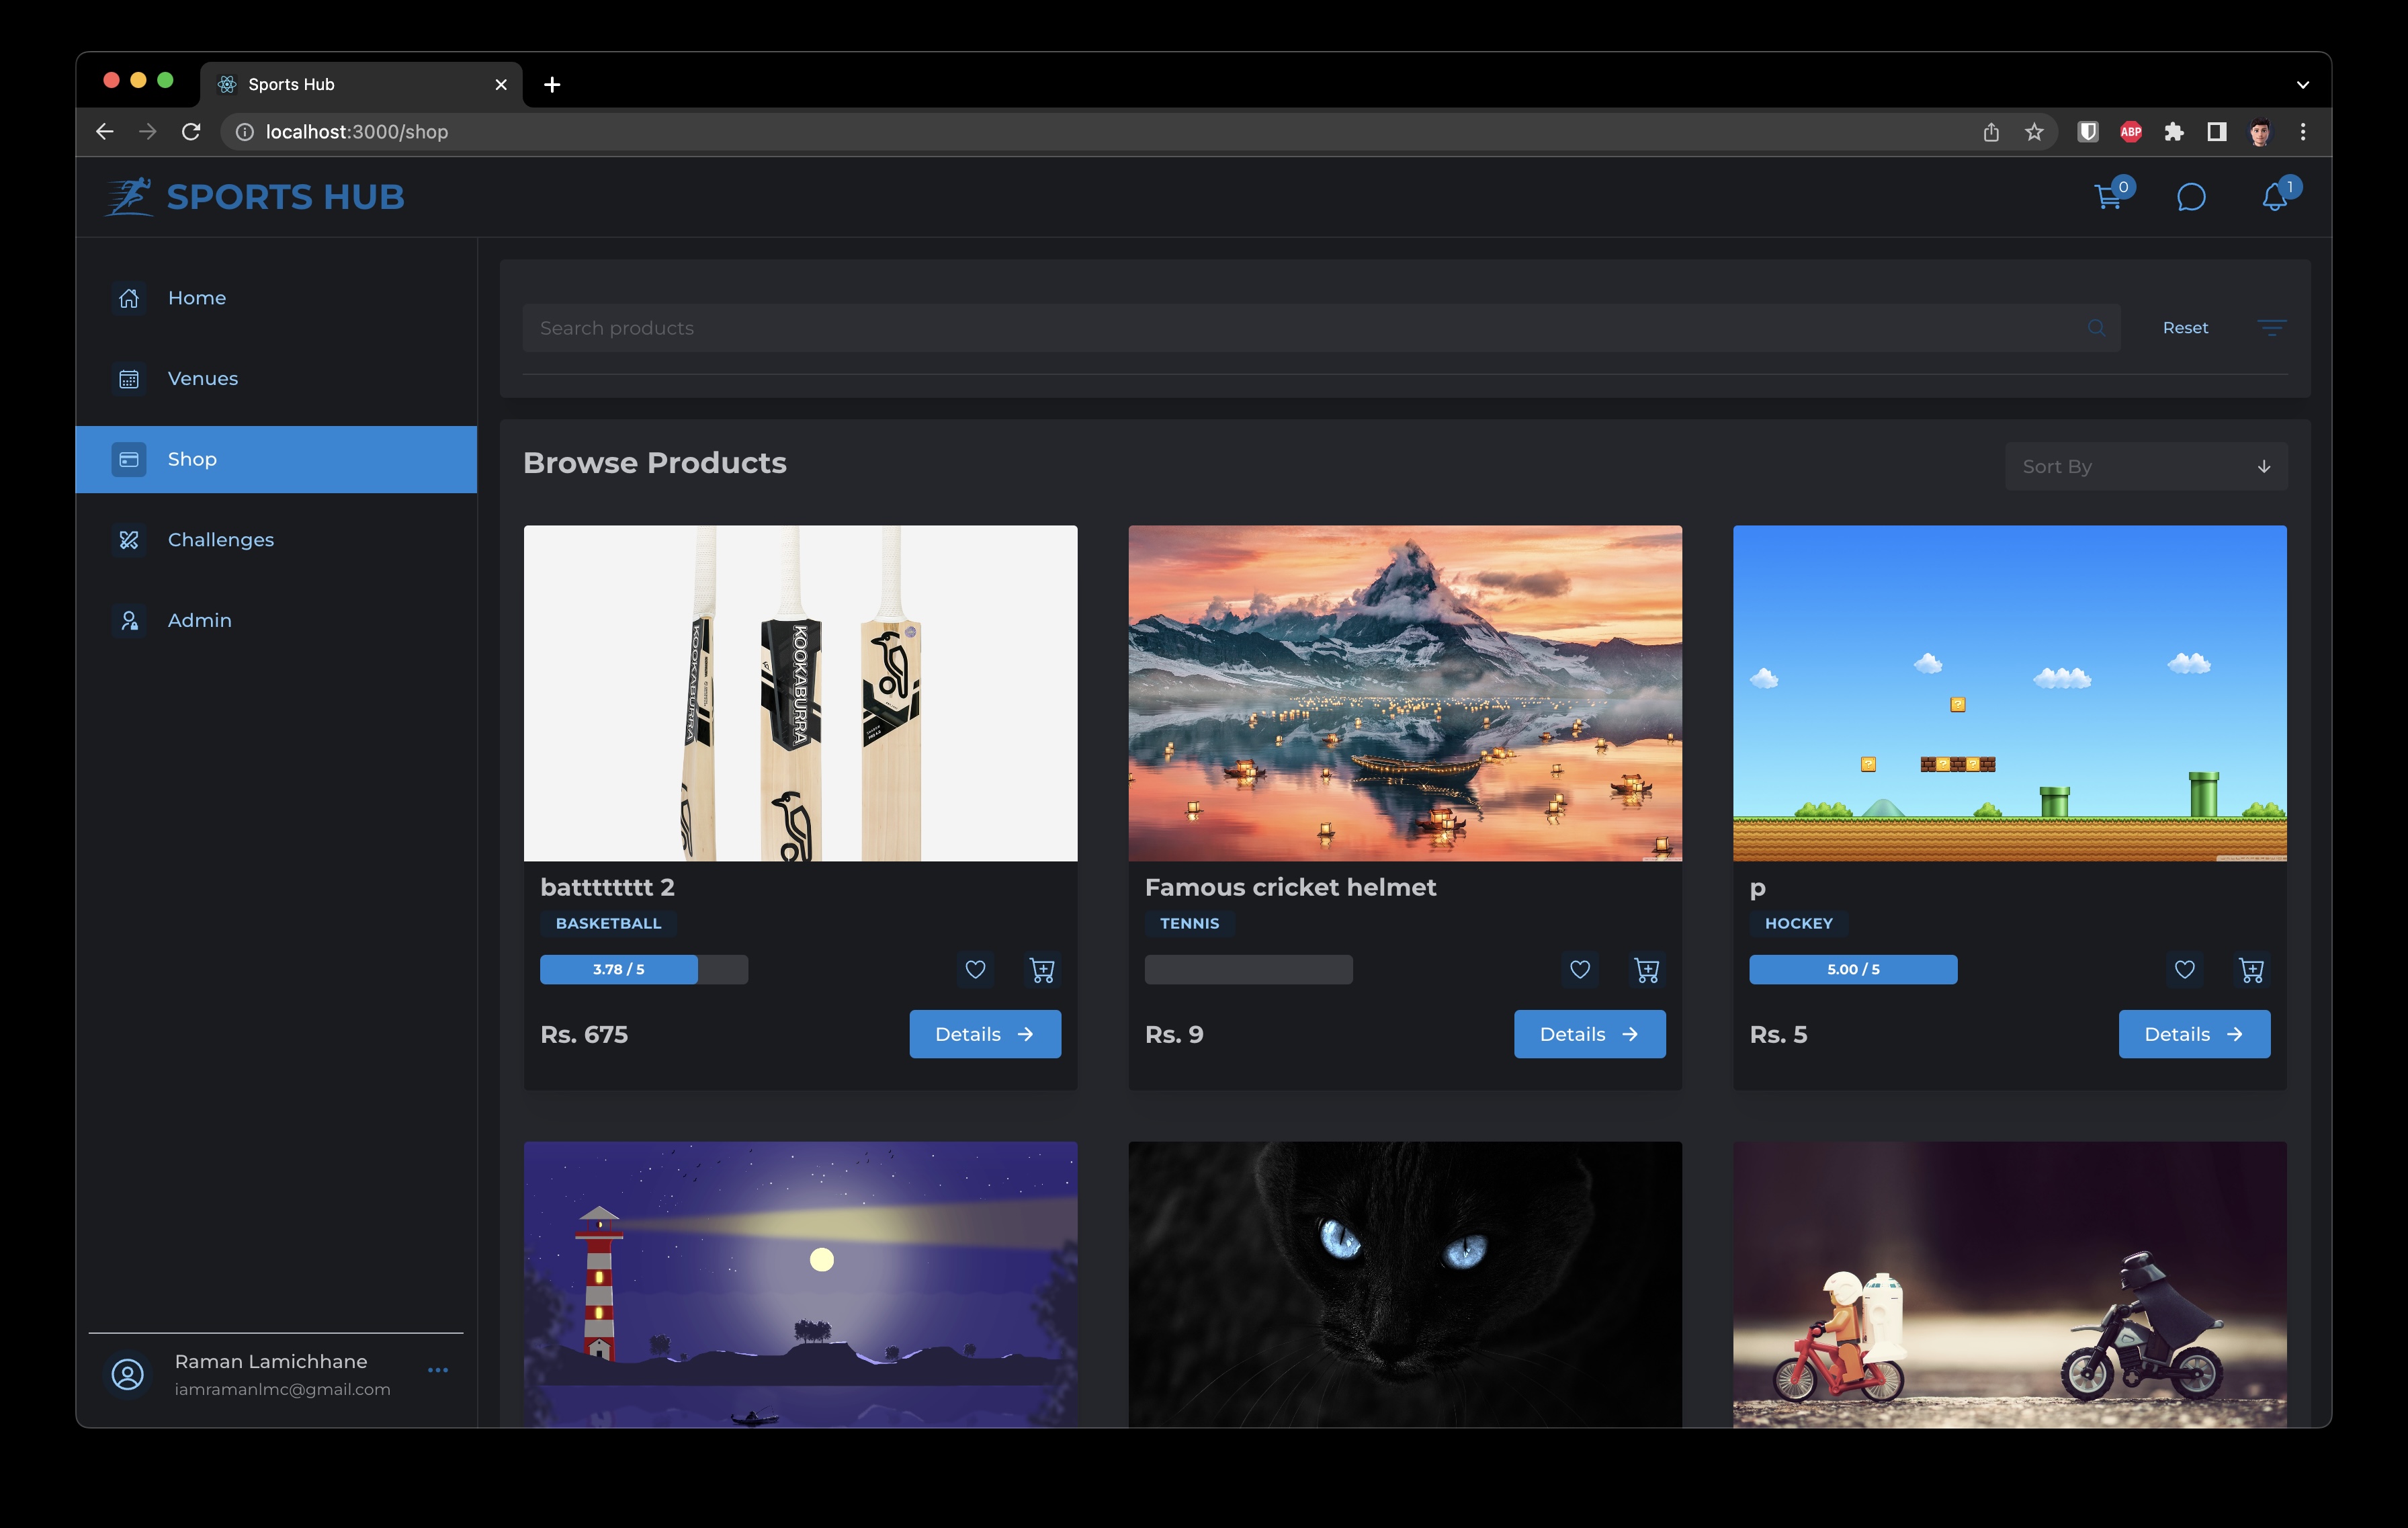 Sports Hub
localhost:3000/shop
ABP
SPORTS HUB
0
1
Home
Venues
Shop
Challenges
Admin
Search products
Reset
Browse Products
Sort By
KOOKABURRA
KOOKABURRA
batttttttt 2
BASKETBALL
3.78 / 5
Rs. 675
Details
Famous cricket helmet
TENNIS
Rs. 9
Details
?
?
?
?
p
HOCKEY
5.00 / 5
Rs. 5
Details
Raman Lamichhane
iamramanlmc@gmail.com